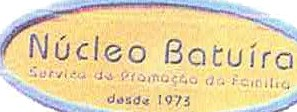 Núcleo Batuíra
Serviço de Promoção da Família
desde 1973